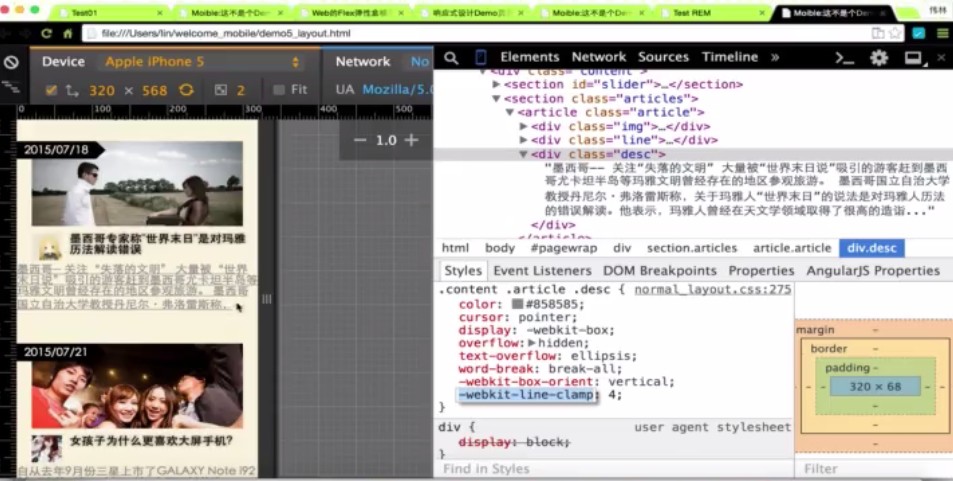 Test01
Moible:这不是个De
Web的Flex弹性盒模
响应式设计Demo页
Moible:这不是个De
Test REM
Moible:这不是个De
伟林
file:///Users/lin/welcome_mobile/demo5_layout.html
Device Apple iPhone 5
Network No
Elements Network Sources Timeline »
320 × 568 2 Fit UA Mozilla/5.0
0 100 200 300 400 500
− 1.0 +
<section id="slider">…</section>
<section class="articles">
<article class="article">
<div class="img">…</div>
<div class="line">…</div>
<div class="desc">
"墨西哥-- 关注“失落的文明” 大量被“世界末日说”吸引的游客赶到墨西
哥尤卡坦半岛等玛雅文明曾经存在的地区参观旅游。 墨西哥国立自治大学
教授丹尼尔·弗洛雷斯称，关于玛雅人“世界末日”的说法是对玛雅人历法
的错误解读。他表示，玛雅人曾经在天文学领域取得了很高的造诣..."
</div>
2015/07/18
墨西哥专家称"世界末日"是对玛雅
历法解读错误
墨西哥-- 关注 “失落的文明” 大量被 “世界
末日说”吸引的游客赶到墨西哥尤卡坦半岛等
玛雅文明曾经存在的地区参观旅游。 墨西哥
国立自治大学教授丹尼尔·弗洛雷斯称，
2015/07/21
女孩子为什么更喜欢大屏手机?
自从去年9月份三星上市了GALAXY Note i92
html body #pagewrap div section.articles article.article div.desc
Styles Event Listeners DOM Breakpoints Properties AngularJS Properties
.content .article .desc { normal_layout.css:275
color: #858585;
cursor: pointer;
display: -webkit-box;
overflow: hidden;
text-overflow: ellipsis;
word-break: break-all;
-webkit-box-orient: vertical;
-webkit-line-clamp: 4;
}
div { user agent stylesheet
display: block;
}
Find in Styles
margin -
border -
padding -
- - - 320 × 68 - - -
-
-
-
Filter